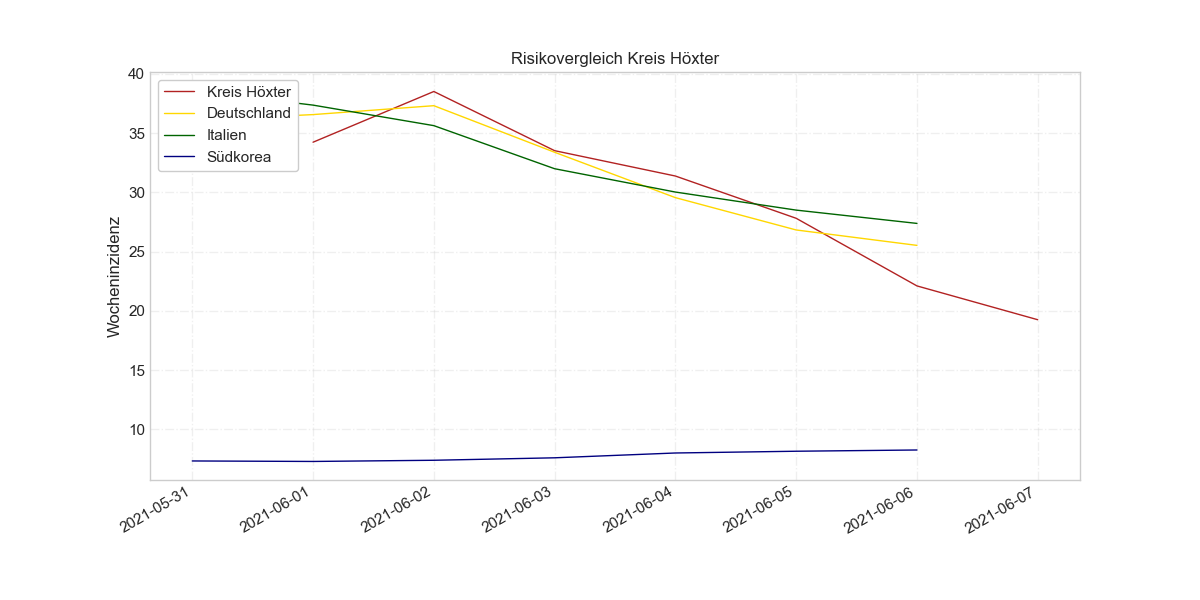 Risikovergleich Kreis Höxter
Kreis Höxter
Deutschland
Italien
Südkorea
Wocheninzidenz
40
35
30
25
20
15
10
2021-05-31
2021-06-01
2021-06-02
2021-06-03
2021-06-04
2021-06-05
2021-06-06
2021-06-07